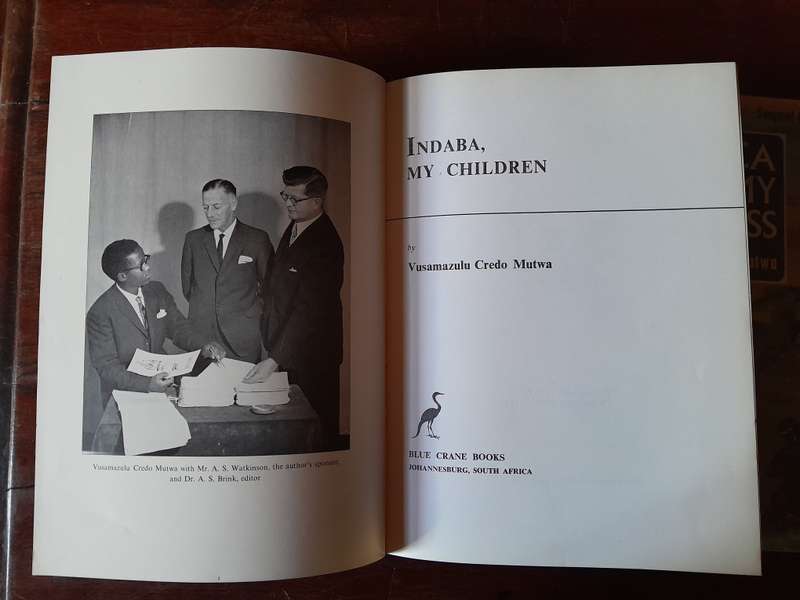 Vusamazulu Credo Mutwa with Mr. A. S. Watkinson, the author's sponsor,
and Dr. A. S. Brink, editor
INDABA,
MY CHILDREN
by
Vusamazulu Credo Mutwa
BLUE CRANE BOOKS
JOHANNESBURG, SOUTH AFRICA